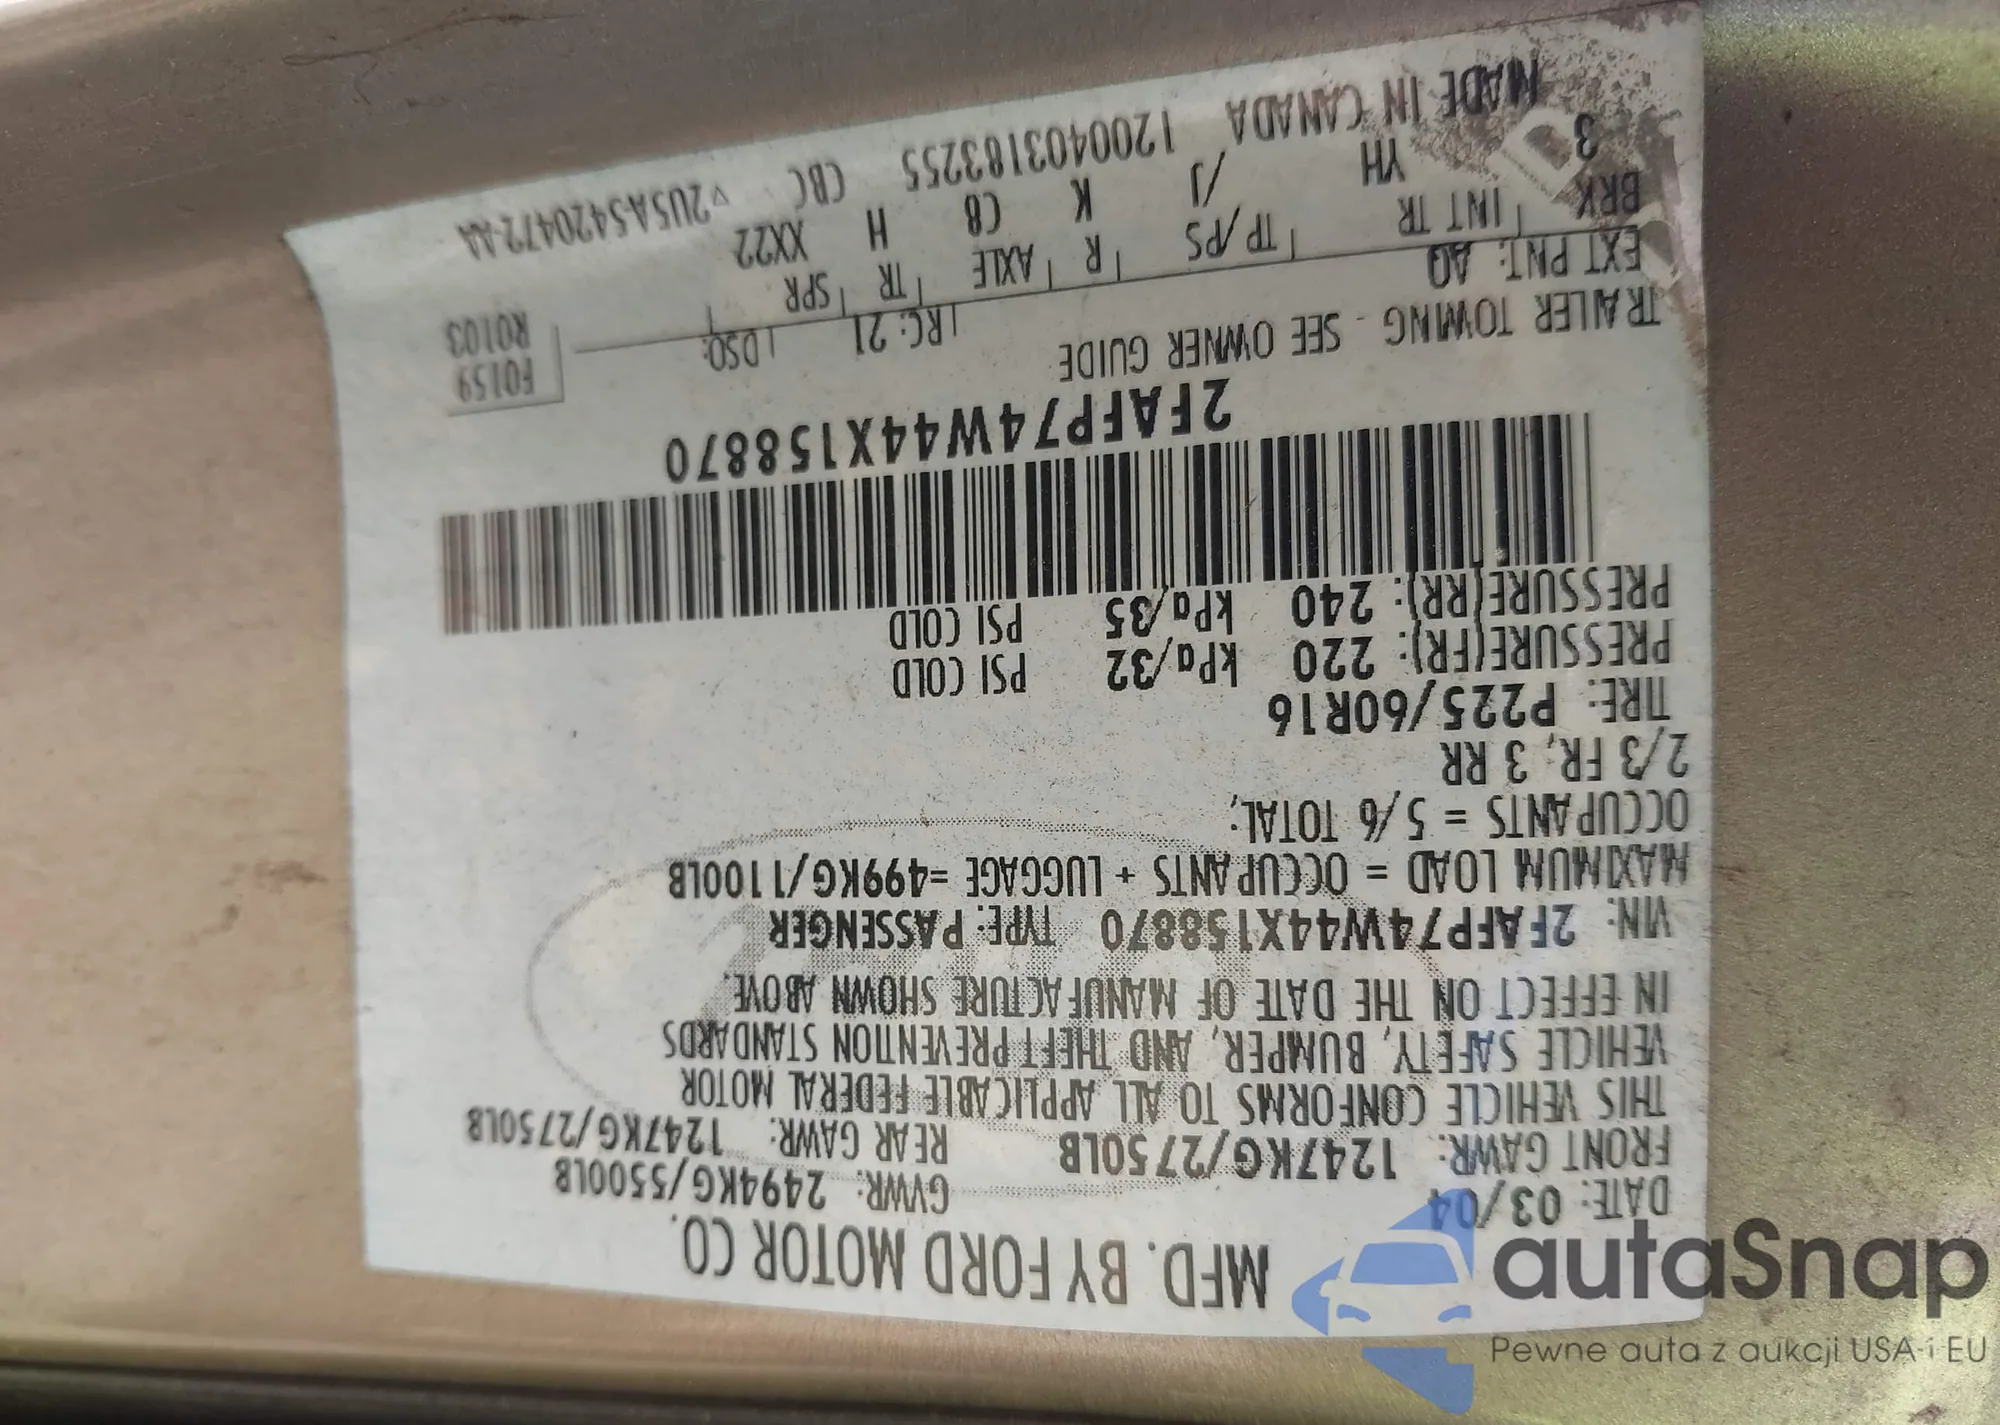 MFD. BY FORD MOTOR CO.
DATE: 03/04 GVWR: 2494KG/5500LB
FRONT GAWR: 1247KG/2750LB REAR GAWR: 1247KG/2750LB
THIS VEHICLE CONFORMS TO ALL APPLICABLE FEDERAL MOTOR
VEHICLE SAFETY, BUMPER, AND THEFT PREVENTION STANDARDS
IN EFFECT ON THE DATE OF MANUFACTURE SHOWN ABOVE.
VIN: 2FAFP74W44X158870 TYPE: PASSENGER
MAXIMUM LOAD = OCCUPANTS + LUGGAGE =499KG/1100LB
OCCUPANTS = 5/6 TOTAL,
2/3 FR, 3 RR
TIRE: P225/60R16
PRESSURE(FR): 220 kPa/32 PSI COLD
PRESSURE(RR): 240 kPa/35 PSI COLD
2FAFP74W44X158870
F0159
R0103
TRAILER TOWING - SEE OWNER GUIDE
EXT PNT: AQ RC: 21 DSO:
BRK INT TR TP/PS R AXLE TR SPR
3 YH /J K C8 H XX22
MADE IN CANADA 120040318325​5 CBC v2U5A5420472-AA
autaSnap
Pewne auta z aukcji USA i EU